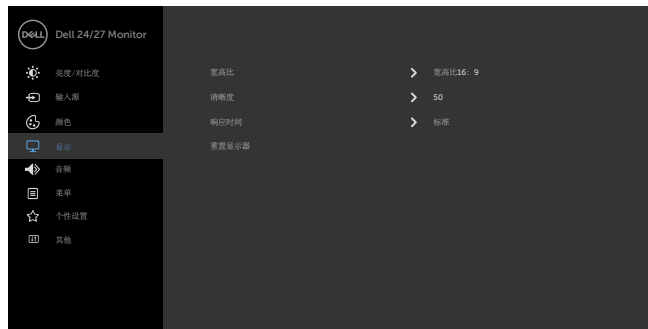 DELL Dell 24/27 Monitor
亮度/对比度 宽高比 宽高比16: 9
输入源 清晰度 50
颜色 响应时间 标准
显示 重置显示器
音频
菜单
个性设置
其他